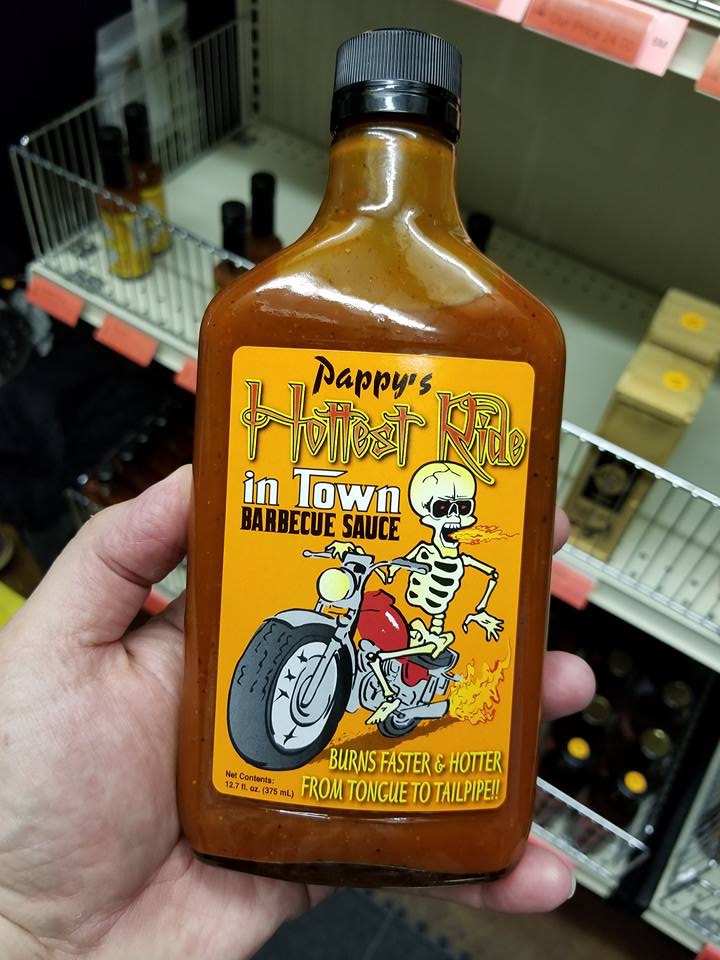 Pappy's
Hottest Ride
in Town
BARBECUE SAUCE
BURNS FASTER & HOTTER
FROM TONGUE TO TAILPIPE!!
Net Contents:
12.7 fl. oz. (375 mL)